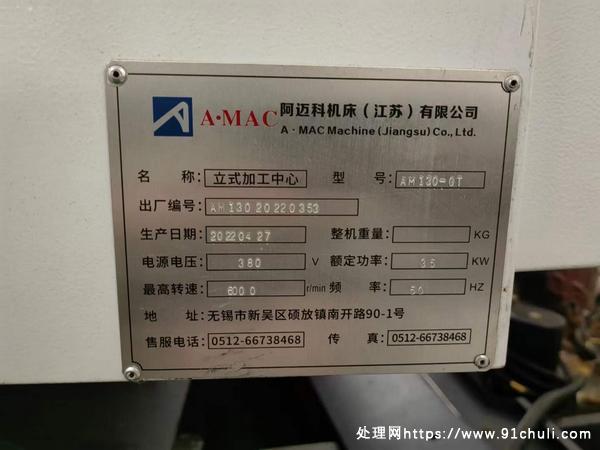 A·MAC 阿迈科机床(江苏)有限公司
A·MAC Machine (Jiangsu) Co., Ltd.
名 称: 立式加工中心 型 号: AM130-GT
出厂编号: AM13020220353
生产日期: 20220427 整机重量: KG
电源电压: 380 V 额定功率: 35 KW
最高转速: 6000 r/min 频 率: 50 HZ
地 址: 无锡市新吴区硕放镇南开路90-1号
售服电话: 0512-66738468 传 真: 0512-66738468
处理网https://www.91chuli.com/